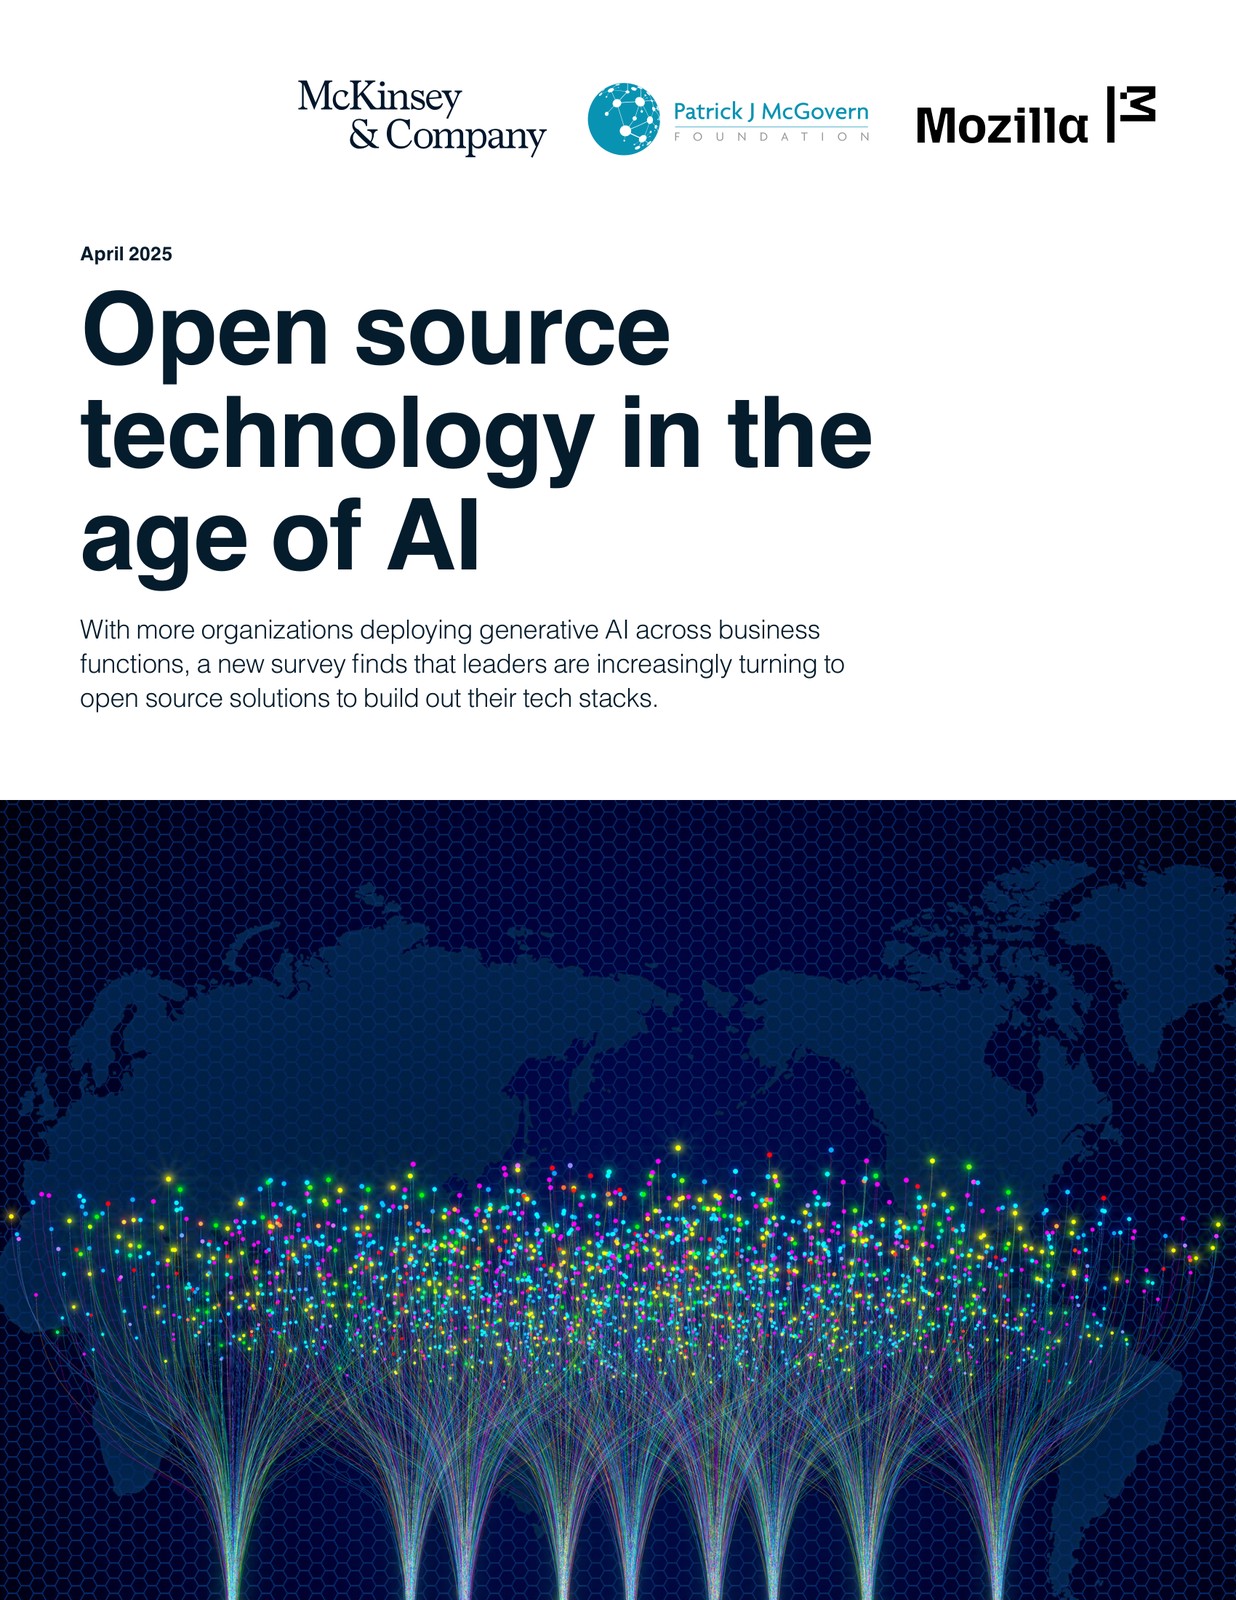 McKinsey
& Company
Patrick J McGovern
FOUNDATION
Mozilla
April 2025
Open source
technology in the
age of AI
With more organizations deploying generative AI across business
functions, a new survey finds that leaders are increasingly turning to
open source solutions to build out their tech stacks.